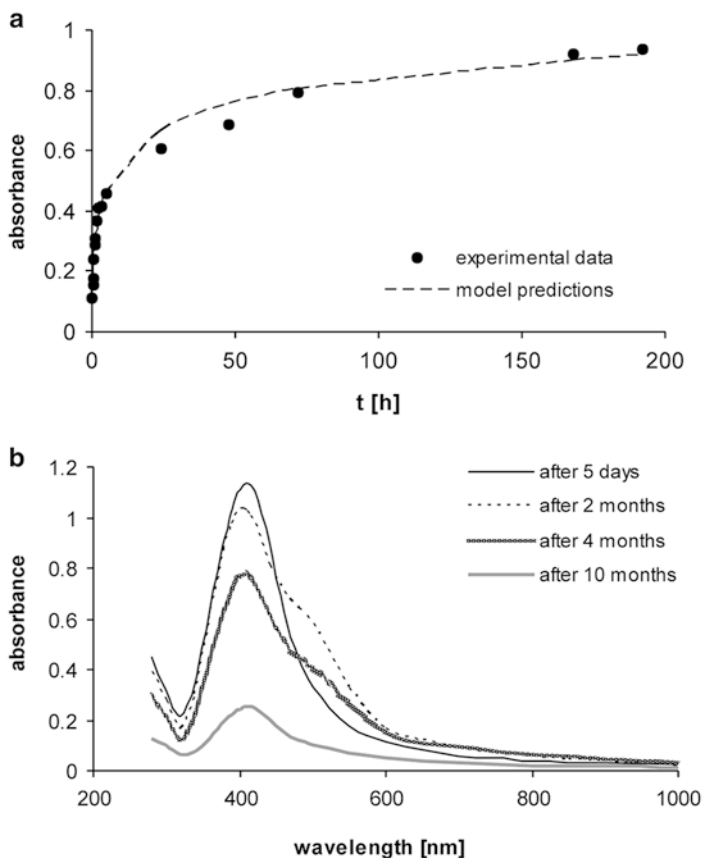 a
1
0.8
0.6
0.4
0.2
0
absorbance
experimental data
model predictions
0 50 100 150 200
t [h]
b
1.2
1
0.8
0.6
0.4
0.2
0
absorbance
after 5 days
after 2 months
after 4 months
after 10 months
200 400 600 800 1000
wavelength [nm]